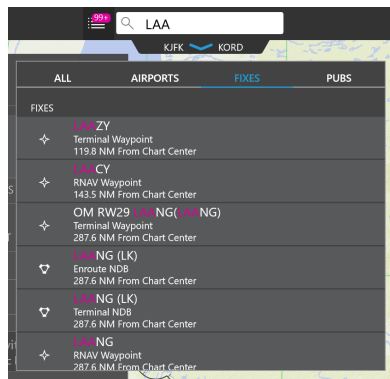 99+
LAA
KJFK KORD
ALL AIRPORTS FIXES PUBS
FIXES
LAAZY
Terminal Waypoint
119.8 NM From Chart Center
LAACY
RNAV Waypoint
143.5 NM From Chart Center
OM RW29 LAANG(LAANG)
Terminal Waypoint
287.6 NM From Chart Center
LAANG (LK)
Enroute NDB
287.6 NM From Chart Center
LAANG (LK)
Terminal NDB
287.6 NM From Chart Center
LAANG
RNAV Waypoint
287.6 NM From Chart Center